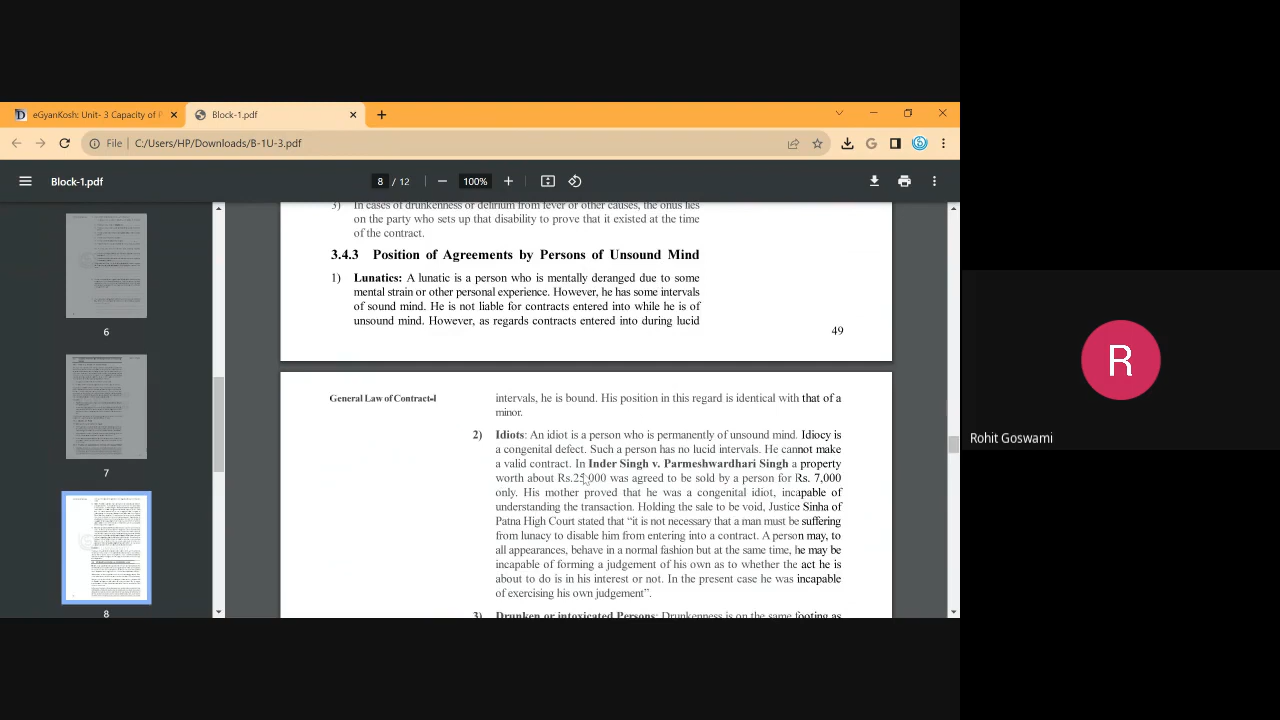 eGyanKosh: Unit- 3 Capacity of P
Block-1.pdf
File
C:/Users/HP/Downloads/B-1U-3.pdf
Block-1.pdf
8 / 12
100%
6
7
8
3) In cases of drunkenness or delirium from fever or other causes, the onus lies
on the party who sets up that disability to prove that it existed at the time
of the contract.
3.4.3 Position of Agreements by Persons of Unsound Mind
1) Lunatics: A lunatic is a person who is mentally deranged due to some
mental strain or other personal experience. However, he has some intervals
of sound mind. He is not liable for contracts entered into while he is of
unsound mind. However, as regards contracts entered into during lucid
49
General Law of Contract-I
intervals, he is bound. His position in this regard is identical with that of a
minor.
2) Idiots: An idiot is a person who is permanently of unsound mind. Idiocy is
a congenital defect. Such a person has no lucid intervals. He cannot make
a valid contract. In Inder Singh v. Parmeshwardhari Singh a property
worth about Rs.25,000 was agreed to be sold by a person for Rs. 7,000
only. His mother proved that he was a congenital idiot, incapable of
understanding the transaction. Holding the sale to be void, Justice Sinha of
Patna High Court stated that "it is not necessary that a man must be suffering
from lunacy to disable him from entering into a contract. A person may, to
all appearances, behave in a normal fashion but at the same time, he may be
incapable of forming a judgement of his own as to whether the act he is
about to do is in his interest or not. In the present case he was incapable
of exercising his own judgement".
3) Drunken or intoxicated Persons: Drunkenness is on the same footing as
R
Rohit Goswami